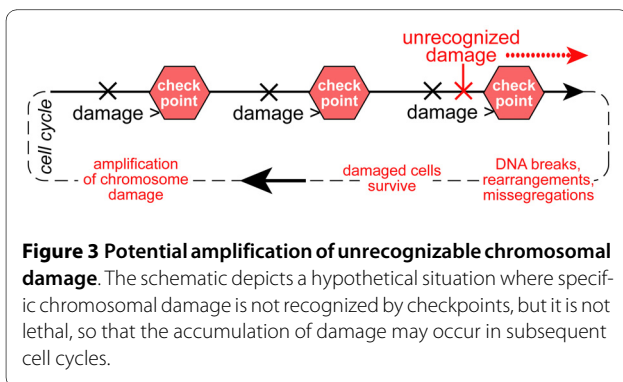 unrecognized
damage
check
point
check
point
check
point
damage >
damage >
damage >
cell cycle
amplification
of chromosome
damage
damaged cells
survive
DNA breaks,
rearrangements,
missegregations
Figure 3 Potential amplification of unrecognizable chromosomal
damage. The schematic depicts a hypothetical situation where specif-
ic chromosomal damage is not recognized by checkpoints, but it is not
lethal, so that the accumulation of damage may occur in subsequent
cell cycles.